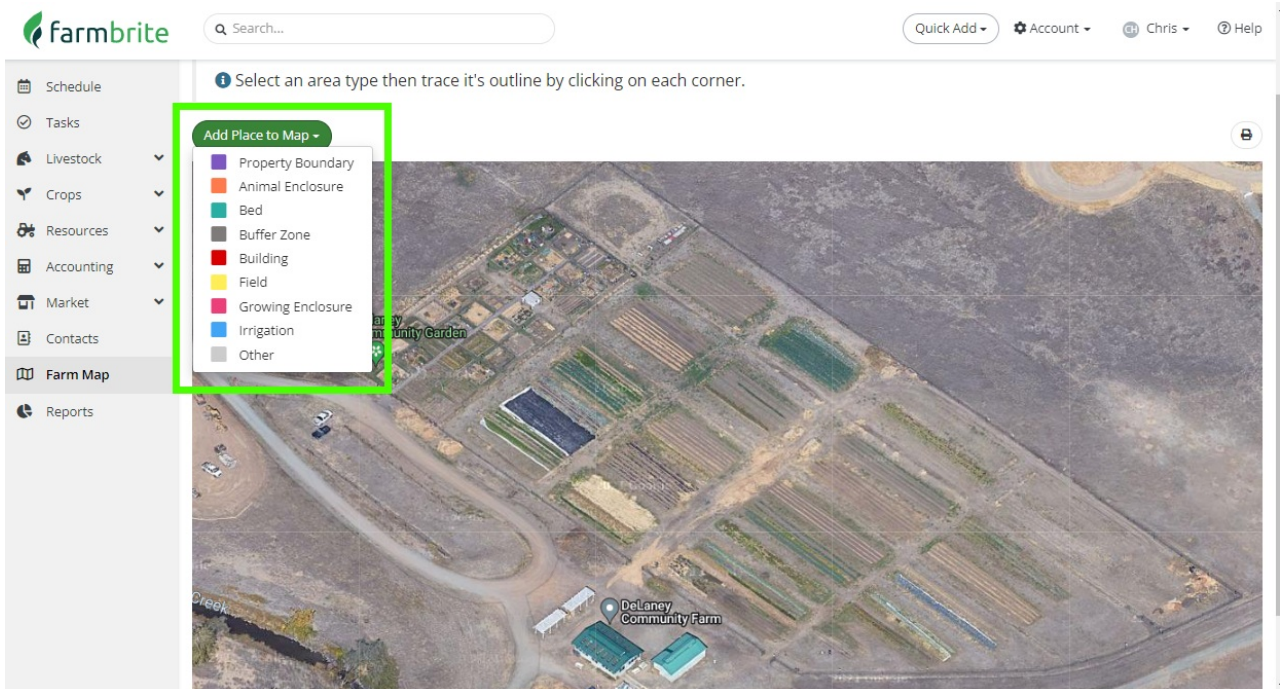 farmbrite
Search...
Quick Add
Account
CH Chris
Help
Schedule
Tasks
Livestock
Crops
Resources
Accounting
Market
Contacts
Farm Map
Reports
Select an area type then trace it's outline by clicking on each corner.
Add Place to Map
Property Boundary
Animal Enclosure
Bed
Buffer Zone
Building
Field
Growing Enclosure
Irrigation
Other
Garden
Creek
Google
DeLaney
Community Farm